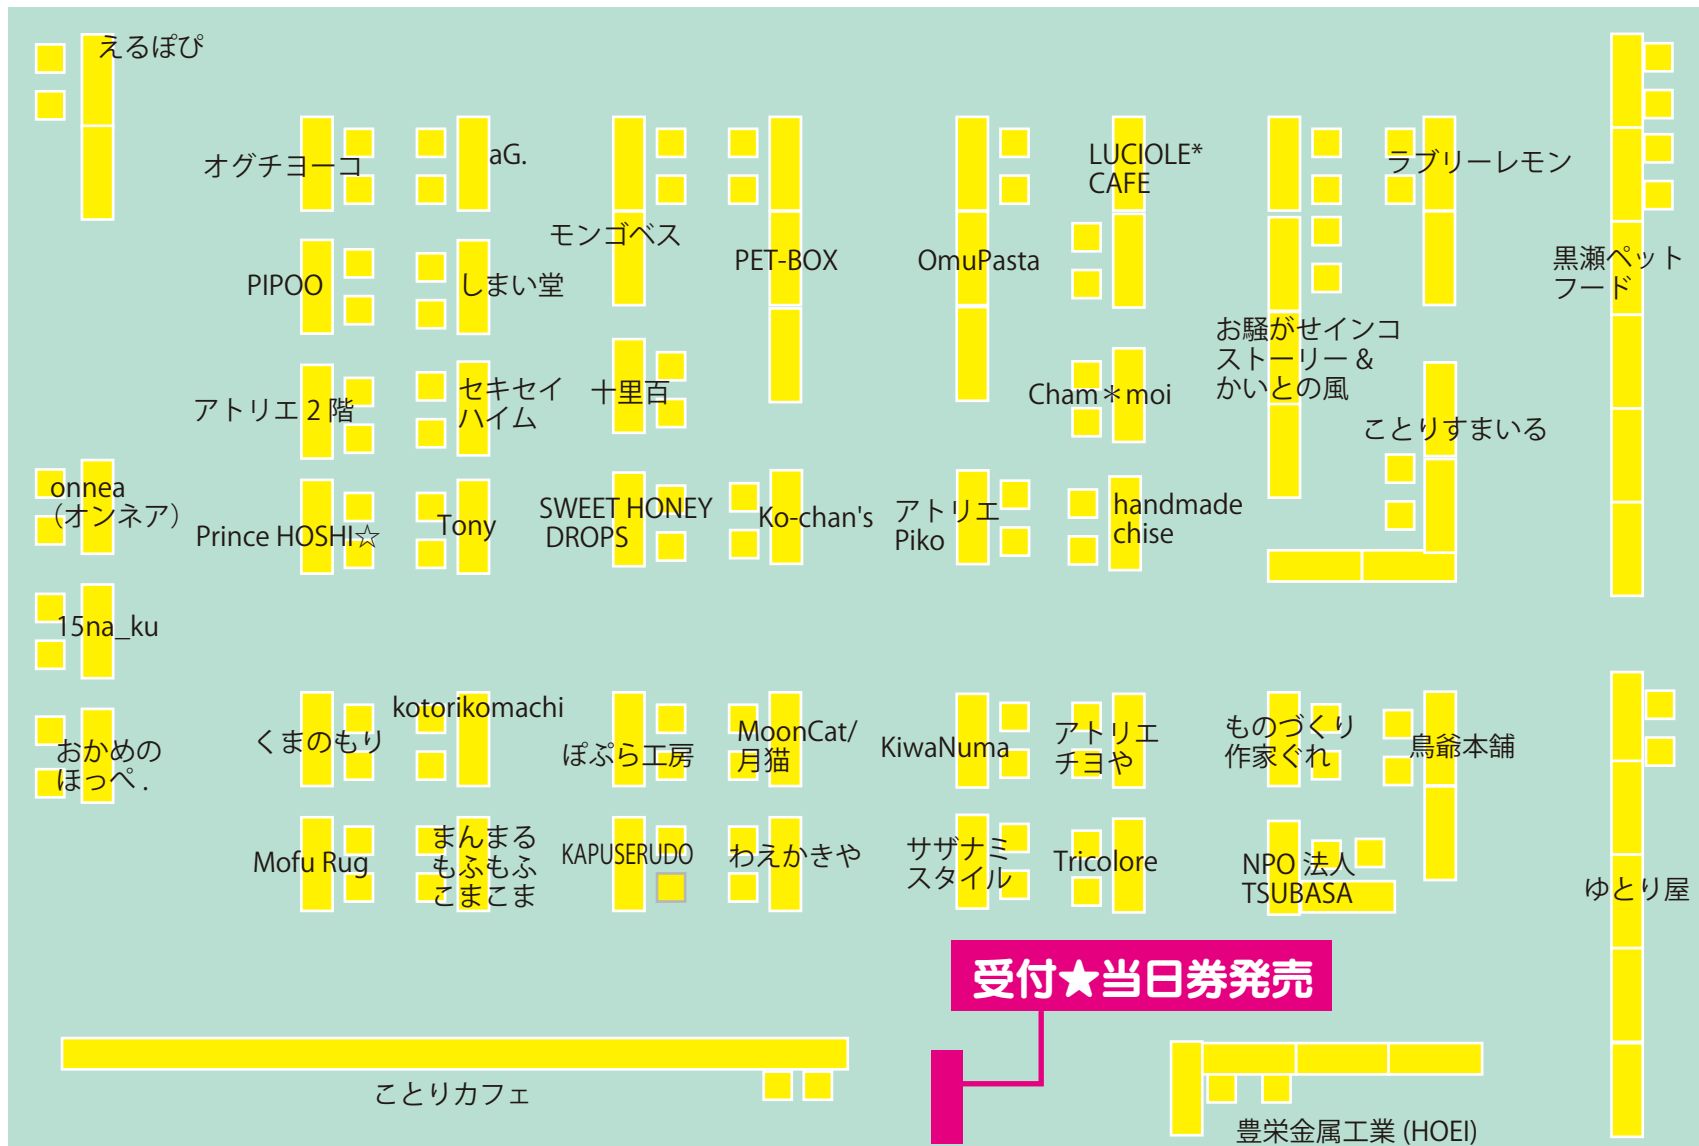 えるぽぴ
オグチヨーコ
aG.
LUCIOLE*
CAFE
ラブリーレモン
モンゴベス
PET-BOX
OmuPasta
黒瀬ペット
フード
PIPOO
しまい堂
お騒がせインコ
ストーリー &
かいとの風
アトリエ 2 階
セキセイ
ハイム
十里百
Cham＊moi
ことりすまいる
onnea
（オンネア）
Prince HOSHI☆
Tony
SWEET HONEY
DROPS
Ko-chan's
アトリエ
Piko
handmade
chise
15na_ku
おかめの
ほっぺ .
くまのもり
kotorikomachi
ぽぷら工房
MoonCat/
月猫
KiwaNuma
アトリエ
チヨや
ものづくり
作家ぐれ
鳥爺本舗
Mofu Rug
まんまる
もふもふ
こまこま
KAPUSERUDO
わえかきや
サザナミ
スタイル
Tricolore
NPO 法人
TSUBASA
ゆとり屋
受付★当日券発売
ことりカフェ
豊栄金属工業 (HOEI)